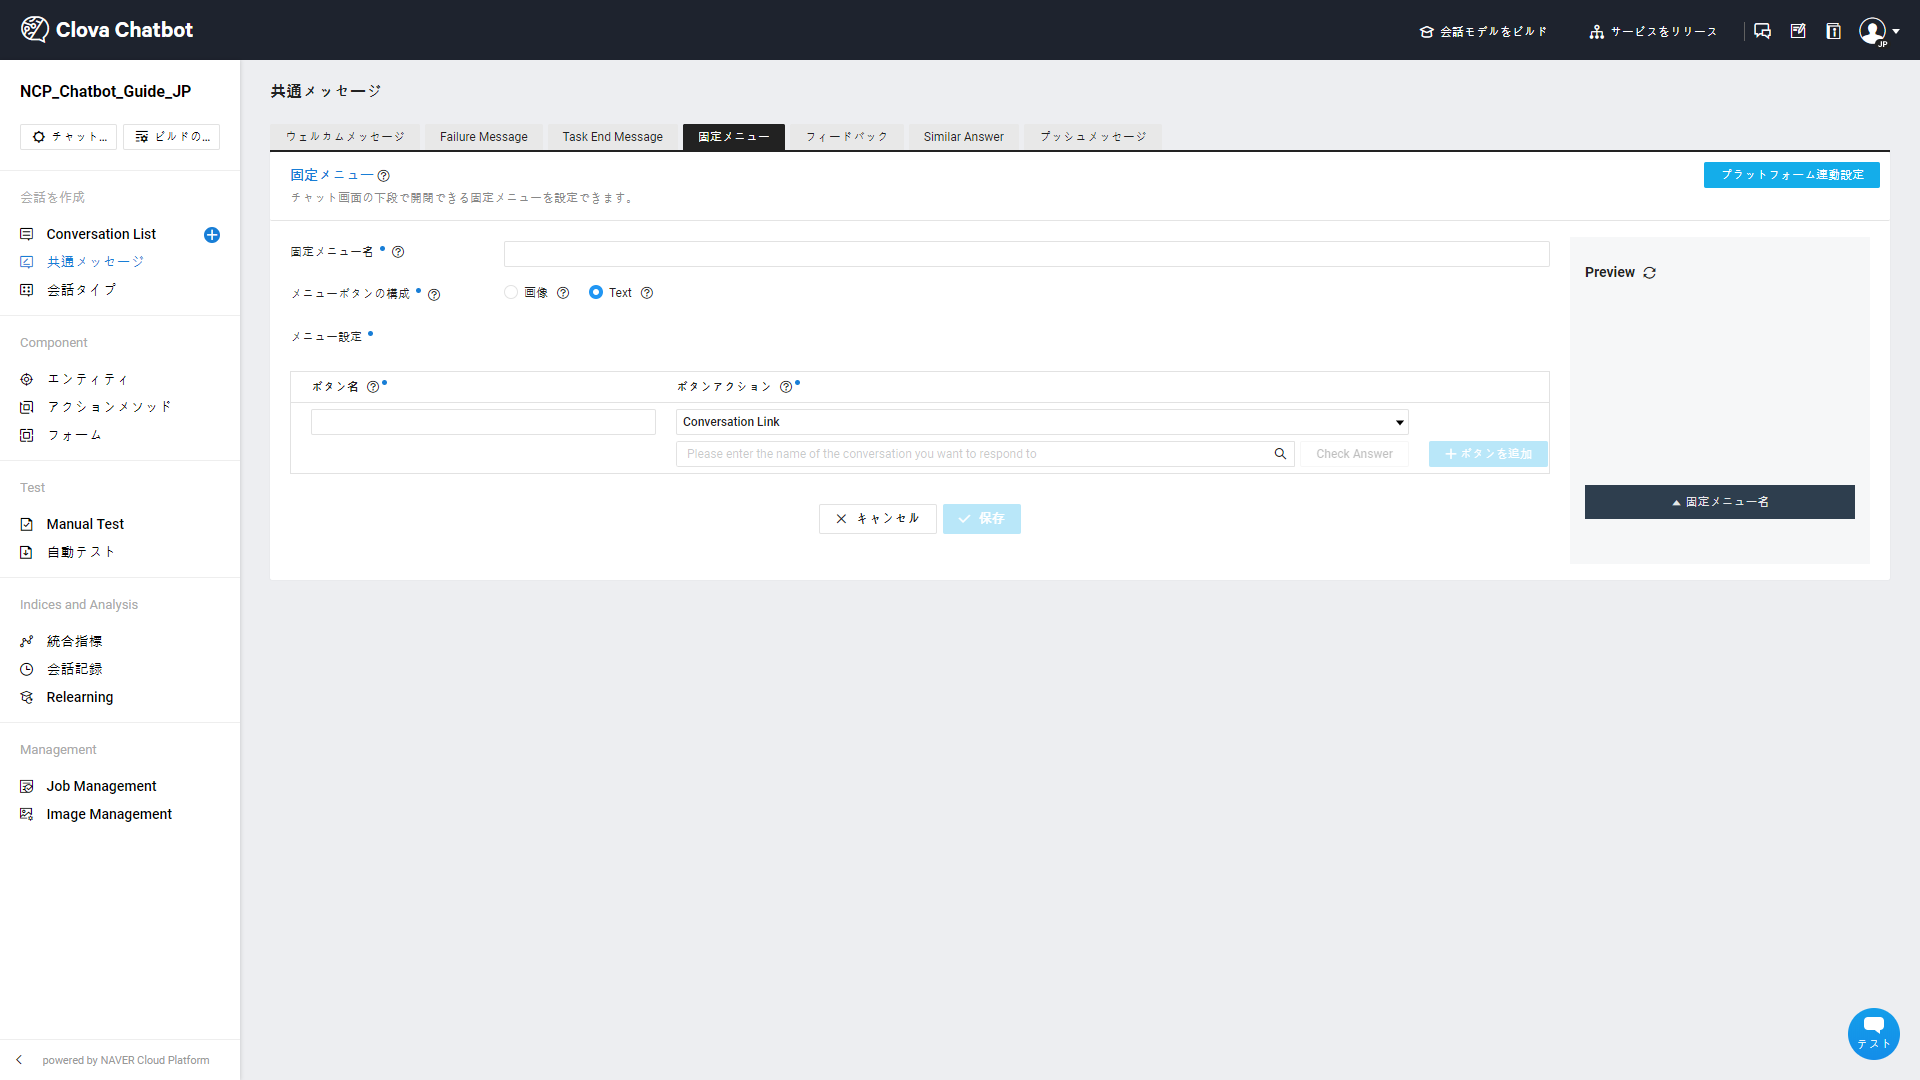 Clova Chatbot
会話モデルをビルド
サービスをリリース
JP
NCP_Chatbot_Guide_JP
チャット...
ビルドの...
会話を作成
Conversation List
共通メッセージ
会話タイプ
Component
エンティティ
アクションメソッド
フォーム
Test
Manual Test
自動テスト
Indices and Analysis
統合指標
会話記録
Relearning
Management
Job Management
Image Management
powered by NAVER Cloud Platform
共通メッセージ
ウェルカムメッセージ
Failure Message
Task End Message
固定メニュー
フィードバック
Similar Answer
プッシュメッセージ
固定メニュー
チャット画面の下段で開閉できる固定メニューを設定できます。
プラットフォーム連動設定
固定メニュー名
メニューボタンの構成
画像
Text
メニュー設定
ボタン名
ボタンアクション
Conversation Link
Please enter the name of the conversation you want to respond to
Check Answer
ボタンを追加
キャンセル
保存
Preview
固定メニュー名
テスト